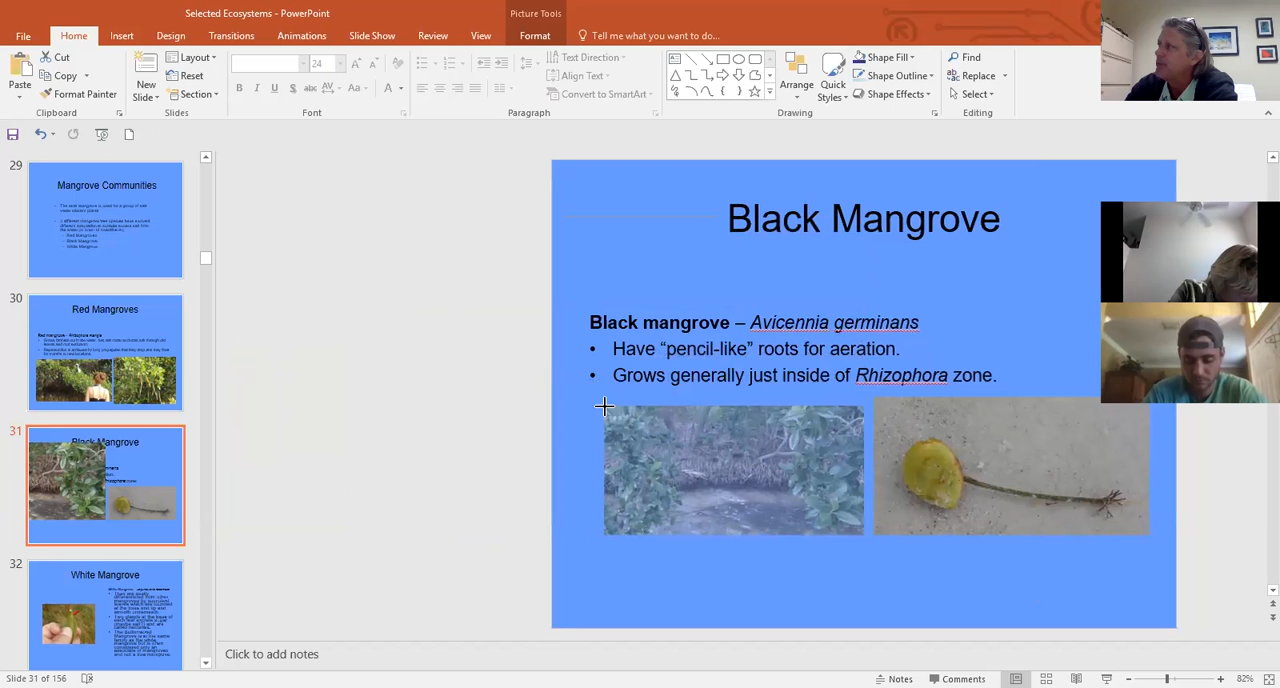 Selected Ecosystems - PowerPoint
Picture Tools
File
Home
Insert
Design
Transitions
Animations
Slide Show
Review
View
Format
Tell me what you want to do...
Paste
Cut
Copy
Format Painter
Clipboard
New Slide
Layout
Reset
Section
Slides
24
B I U S abc AV Aa A
Font
Text Direction
Align Text
Convert to SmartArt
Paragraph
Arrange
Quick Styles
Shape Fill
Shape Outline
Shape Effects
Drawing
Find
Replace
Select
Editing
29
Mangrove Communities
30
Red Mangroves
31
Black Mangrove
32
White Mangrove
Black Mangrove
Black mangrove – Avicennia germinans
• Have “pencil-like” roots for aeration.
• Grows generally just inside of Rhizophora zone.
Click to add notes
Slide 31 of 156
Notes
Comments
82%